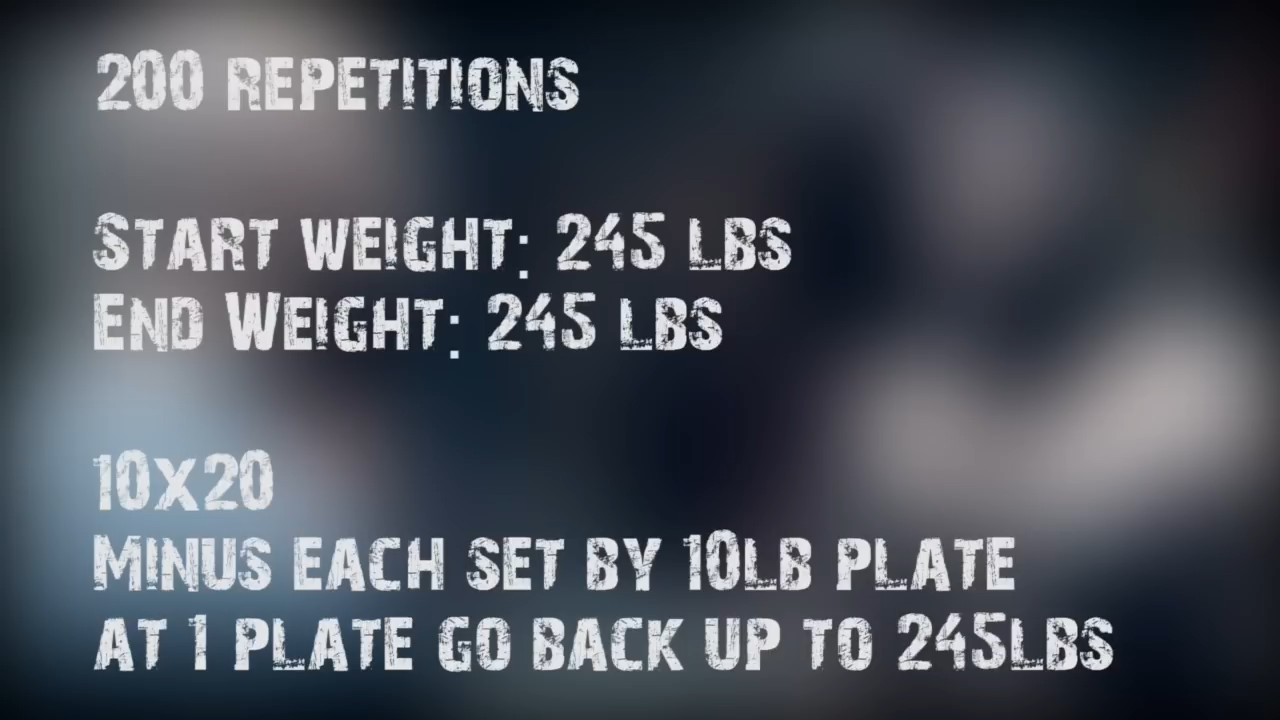 200 REPETITIONS
START WEIGHT: 245 LBS
END WEIGHT: 245 LBS
10X20
MINUS EACH SET BY 10LB PLATE
AT 1 PLATE GO BACK UP TO 245LBS